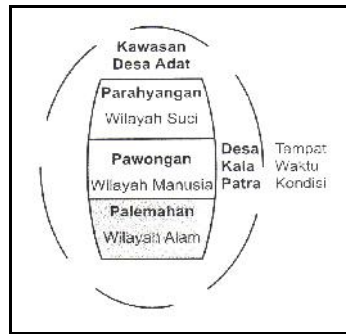 Kawasan
Desa Adat
Parahyangan
Wilayah Suci
Pawongan
Wilayah Manusia
Palemahan
Wilayah Alam
Desa Tempat
Kala Waktu
Patra Kondisi